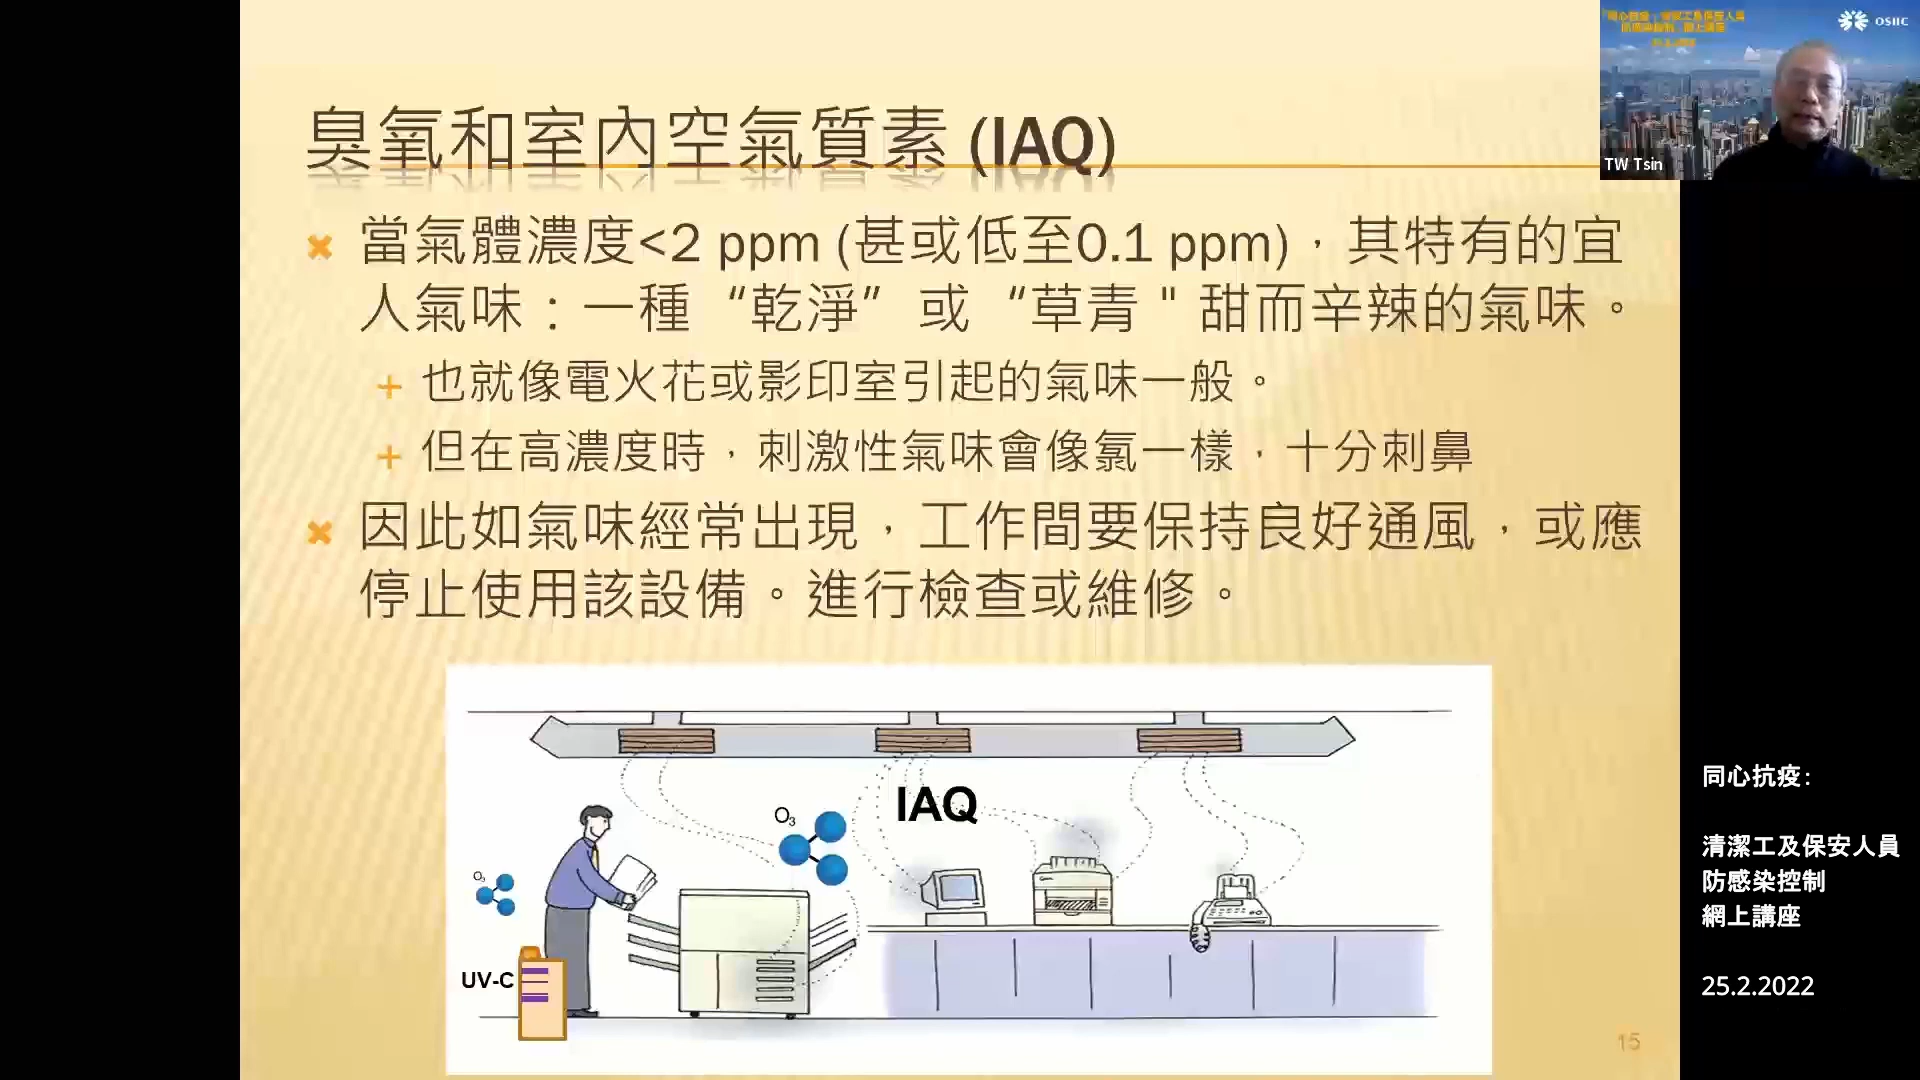 臭氧和室內空氣質素 (IAQ)
當氣體濃度<2 ppm (甚或低至0.1 ppm)，其特有的宜
人氣味：一種 “乾淨” 或 “草青 " 甜而辛辣的氣味。
也就像電火花或影印室引起的氣味一般。
但在高濃度時，刺激性氣味會像氯一樣，十分刺鼻
因此如氣味經常出現，工作間要保持良好通風，或應
停止使用該設備。進行檢查或維修。
IAQ
O₃
O₃
UV-C
15
OSIIC
TW Tsin
同心抗疫：
清潔工及保安人員
防感染控制
網上講座
25.2.2022